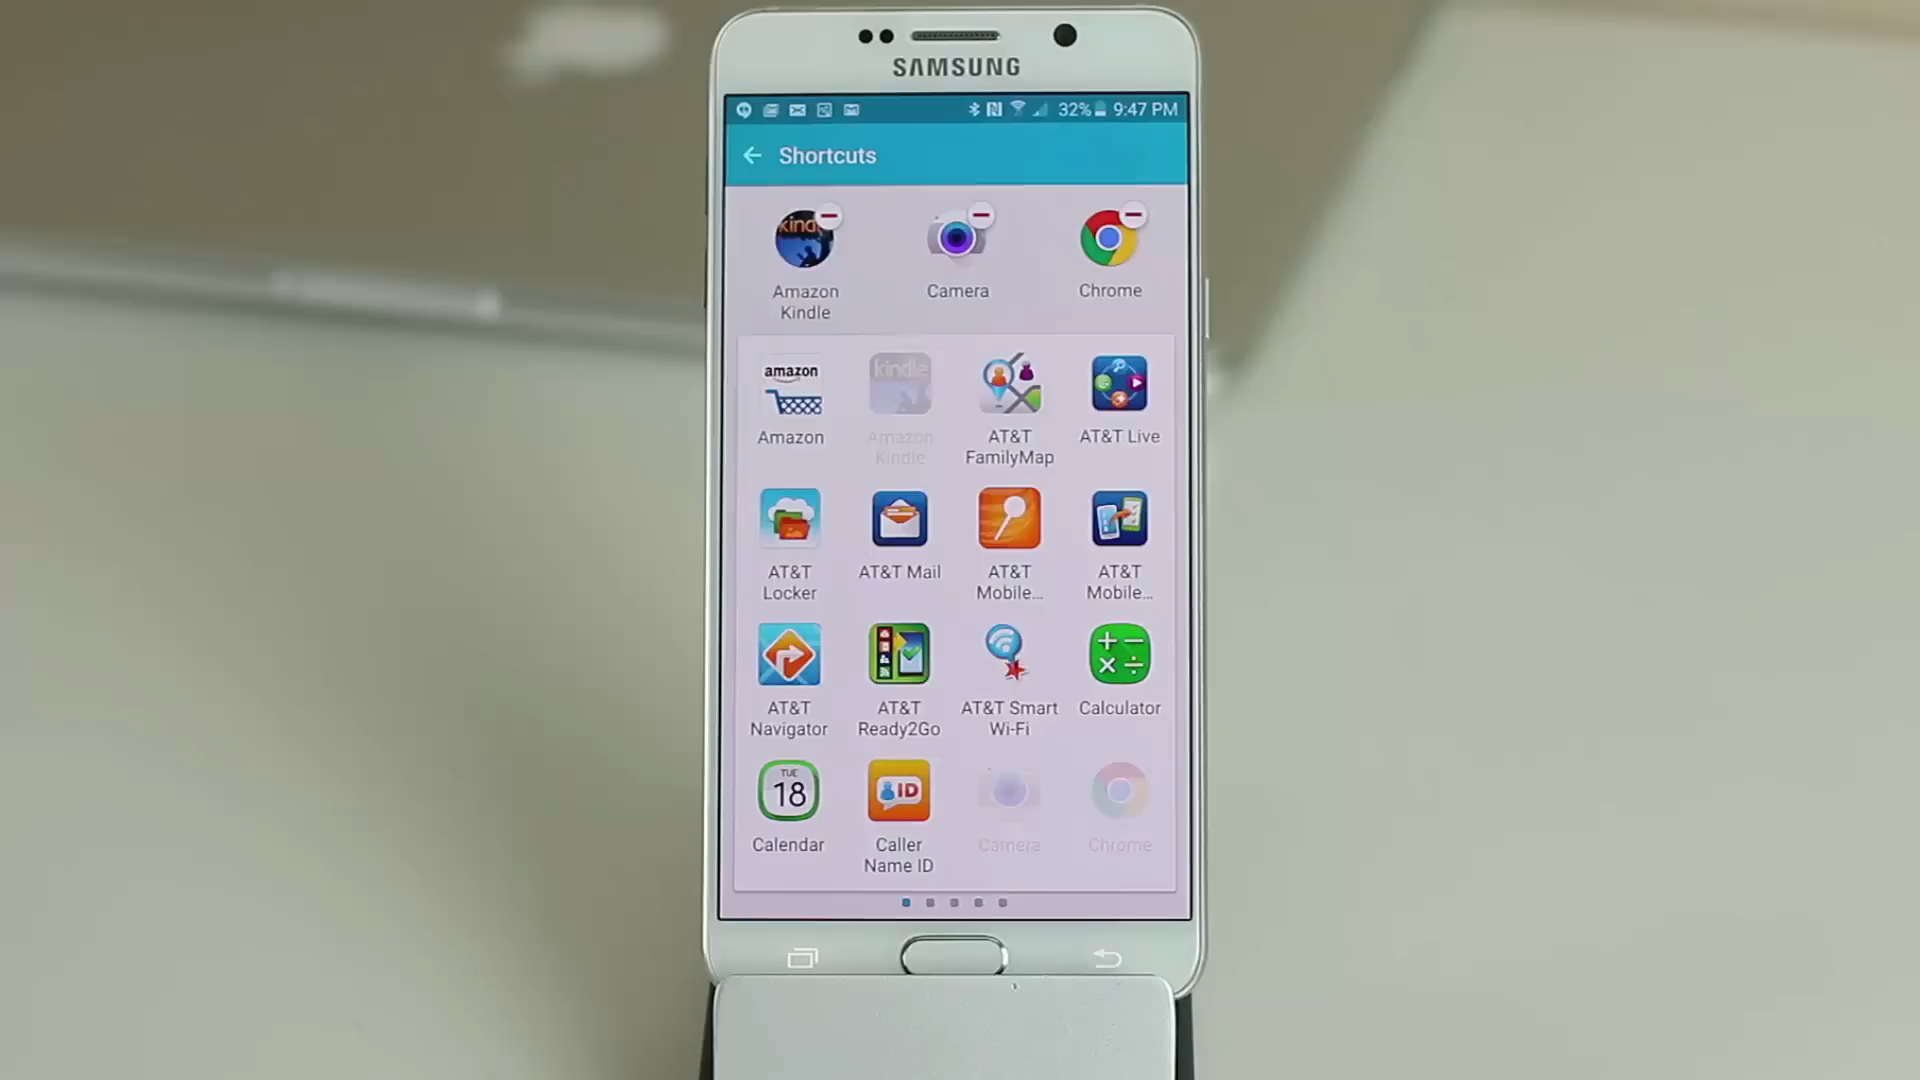 SAMSUNG
32% 9:47 PM
Shortcuts
kind
Amazon
Kindle
Camera
Chrome
amazon
kindle
Amazon
Amazon
Kindle
AT&T
FamilyMap
AT&T Live
AT&T
Locker
AT&T Mail
AT&T
Mobile...
AT&T
Mobile...
AT&T
Navigator
AT&T
Ready2Go
AT&T Smart
Wi-Fi
Calculator
TUE
18
ID
Calendar
Caller
Name ID
Camera
Chrome